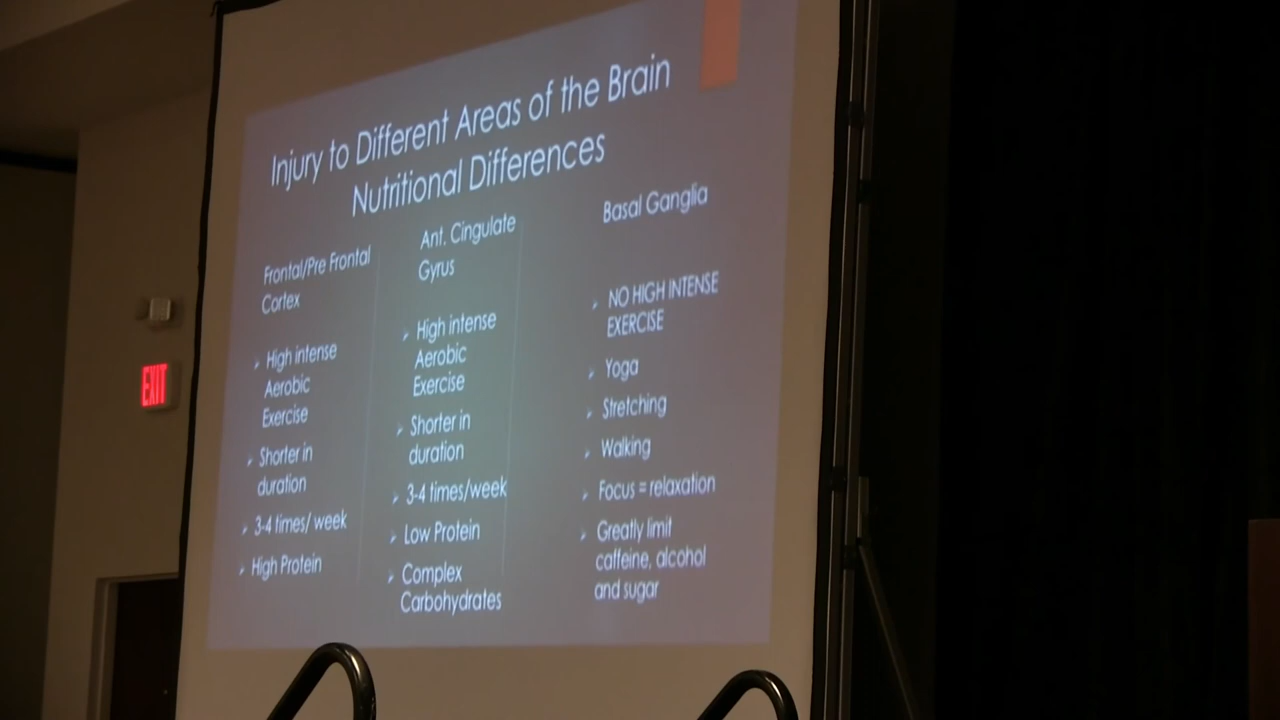 Injury to Different Areas of the Brain
Nutritional Differences
Frontal/Pre Frontal
Cortex
High intense
Aerobic
Exercise
Shorter in
duration
3-4 times/ week
High Protein
Ant. Cingulate
Gyrus
High intense
Aerobic
Exercise
Shorter in
duration
3-4 times/week
Low Protein
Complex
Carbohydrates
Basal Ganglia
NO HIGH INTENSE
EXERCISE
Yoga
Stretching
Walking
Focus = relaxation
Greatly limit
caffeine, alcohol
and sugar
EXIT